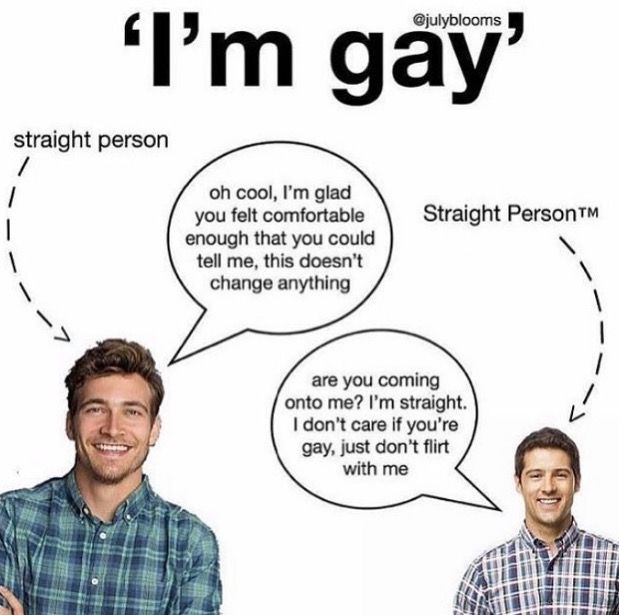 @julyblooms
‘I’m gay’
straight person
oh cool, I’m glad
you felt comfortable
enough that you could
tell me, this doesn’t
change anything
Straight Person™
are you coming
onto me? I’m straight.
I don’t care if you’re
gay, just don’t flirt
with me